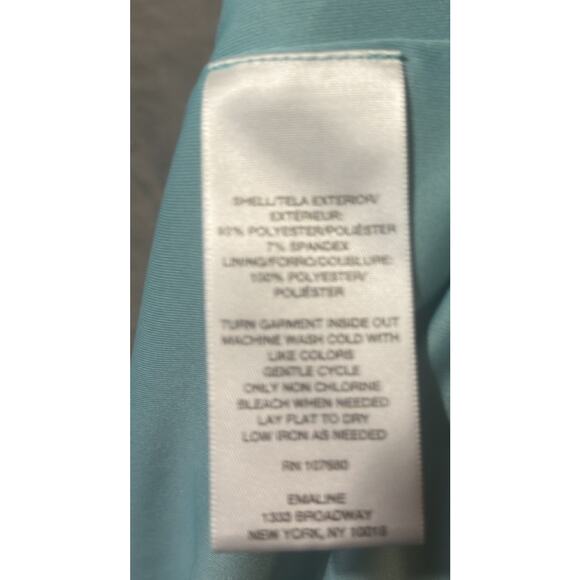 SHELL/TELA EXTERIOR/
EXTÉRIEUR:
93% POLYESTER/POLIÉSTER
7% SPANDEX
LINING/FORRO/DOUBLURE:
100% POLYESTER/
POLIÉSTER
TURN GARMENT INSIDE OUT
MACHINE WASH COLD WITH
LIKE COLORS
GENTLE CYCLE
ONLY NON CHLORINE
BLEACH WHEN NEEDED
LAY FLAT TO DRY
LOW IRON AS NEEDED
RN
EMALINE
1333 BROADWAY
NEW YORK, NY 10018